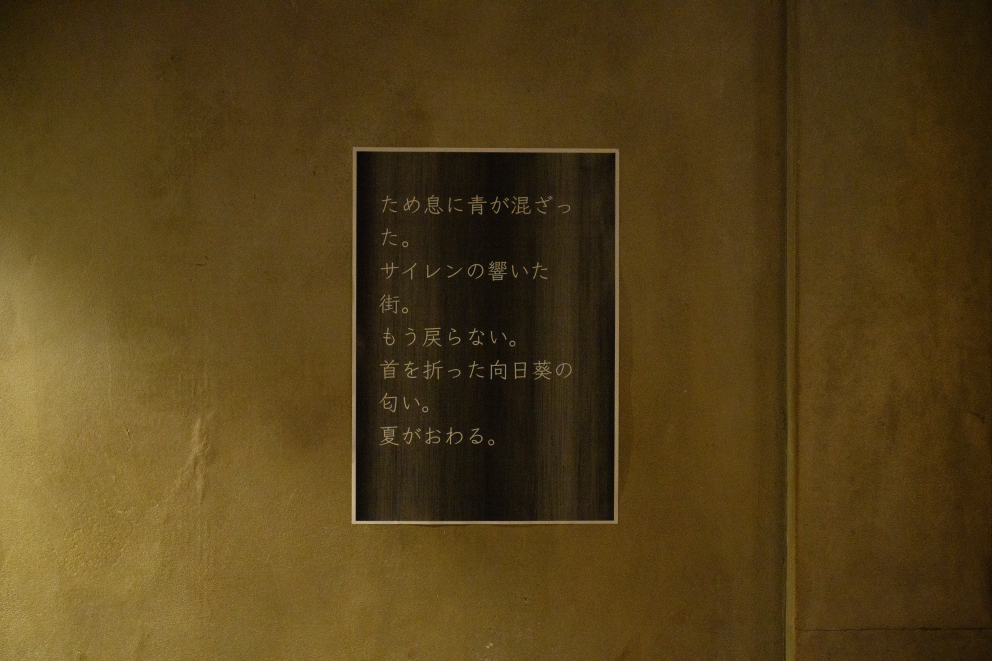 ため息に青が混ざっ
た。
サイレンの響いた
街。
もう戻らない。
首を折った向日葵の
匂い。
夏がおわる。